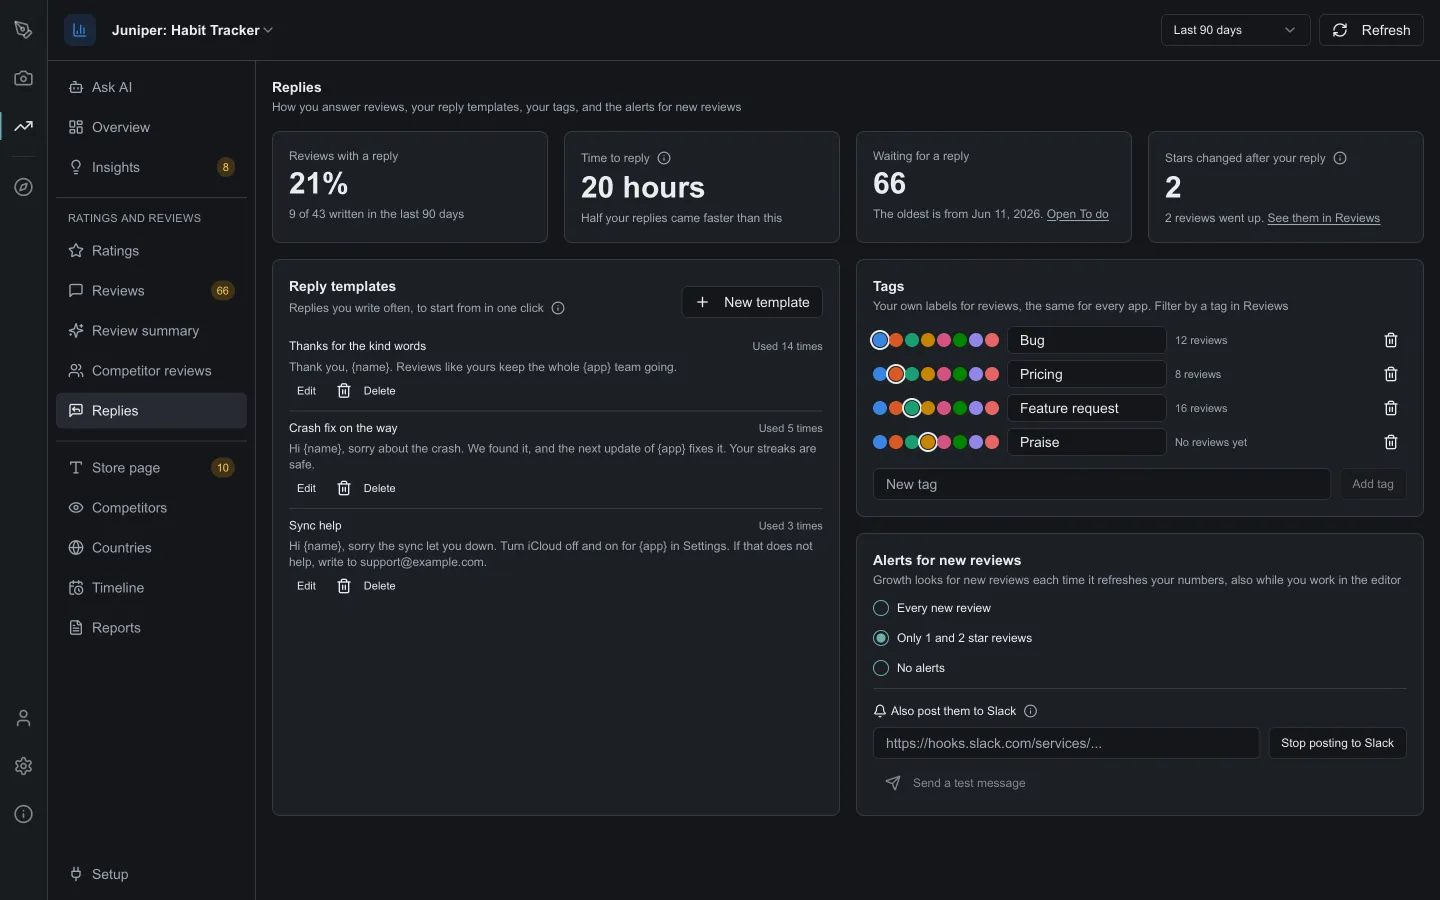 Juniper: Habit Tracker
Last 90 days
Refresh
Ask AI
Overview
Insights
8
RATINGS AND REVIEWS
Ratings
Reviews
66
Review summary
Competitor reviews
Replies
Store page
10
Competitors
Countries
Timeline
Reports
Setup
Replies
How you answer reviews, your reply templates, your tags, and the alerts for new reviews
Reviews with a reply
21%
9 of 43 written in the last 90 days
Time to reply
20 hours
Half your replies came faster than this
Waiting for a reply
66
The oldest is from Jun 11, 2026. Open To do
Stars changed after your reply
2
2 reviews went up. See them in Reviews
Reply templates
Replies you write often, to start from in one click
New template
Thanks for the kind words
Used 14 times
Thank you, {name}. Reviews like yours keep the whole {app} team going.
Edit
Delete
Crash fix on the way
Used 5 times
Hi {name}, sorry about the crash. We found it, and the next update of {app} fixes it. Your streaks are
safe.
Edit
Delete
Sync help
Used 3 times
Hi {name}, sorry the sync let you down. Turn iCloud off and on for {app} in Settings. If that does not
help, write to support@example.com.
Edit
Delete
Tags
Your own labels for reviews, the same for every app. Filter by a tag in Reviews
Bug
12 reviews
Pricing
8 reviews
Feature request
16 reviews
Praise
No reviews yet
New tag
Add tag
Alerts for new reviews
Growth looks for new reviews each time it refreshes your numbers, also while you work in the editor
Every new review
Only 1 and 2 star reviews
No alerts
Also post them to Slack
https://hooks.slack.com/services/...
Stop posting to Slack
Send a test message